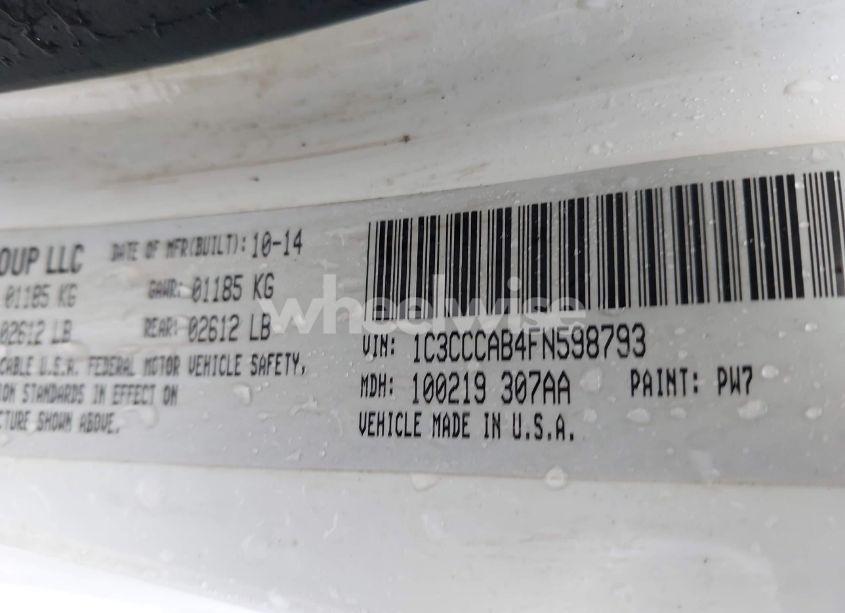 OUP LLC DATE OF MFR(BUILT): 10-14
01185 KG GAWR: 01185 KG
02612 LB REAR: 02612 LB
CABLE U.S.A. FEDERAL MOTOR VEHICLE SAFETY,
ION STANDARDS IN EFFECT ON
CTURE SHOWN ABOVE.
wheelwise
VIN: 1C3CCCAB4FN598793
MDH: 100219 307AA PAINT: PW7
VEHICLE MADE IN U.S.A.